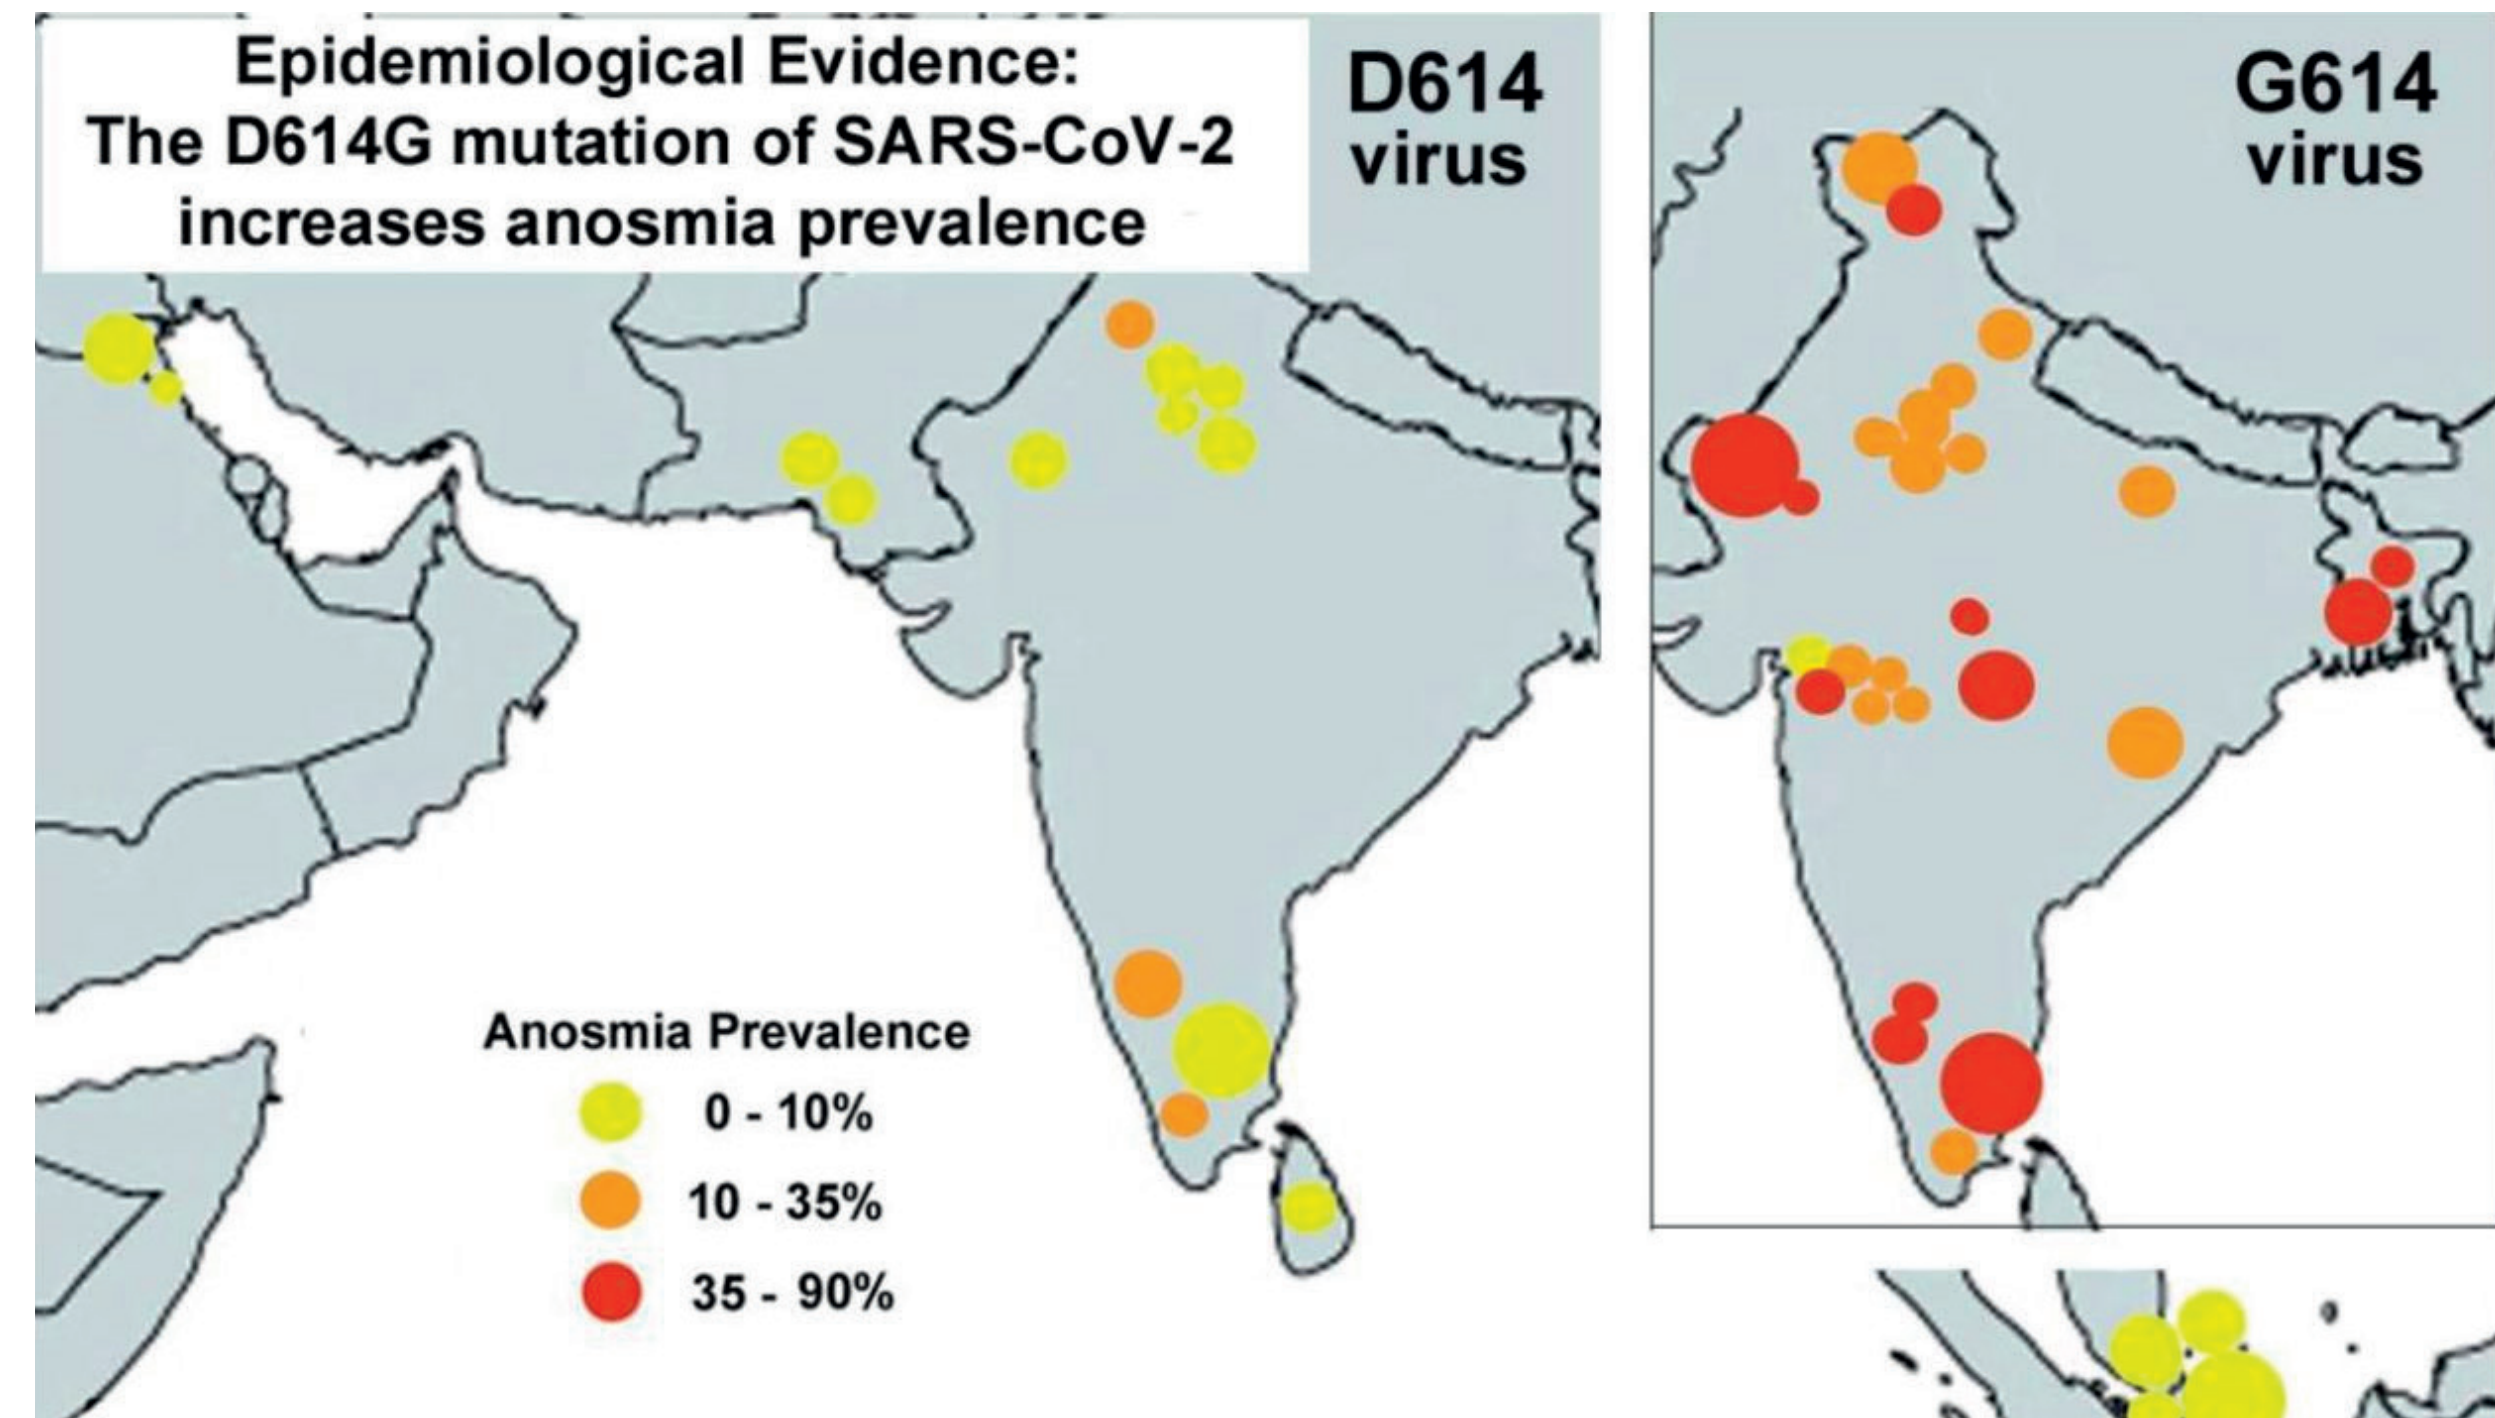 Epidemiological Evidence:
The D614G mutation of SARS-CoV-2
increases anosmia prevalence
D614
virus
G614
virus
Anosmia Prevalence
0 - 10%
10 - 35%
35 - 90%